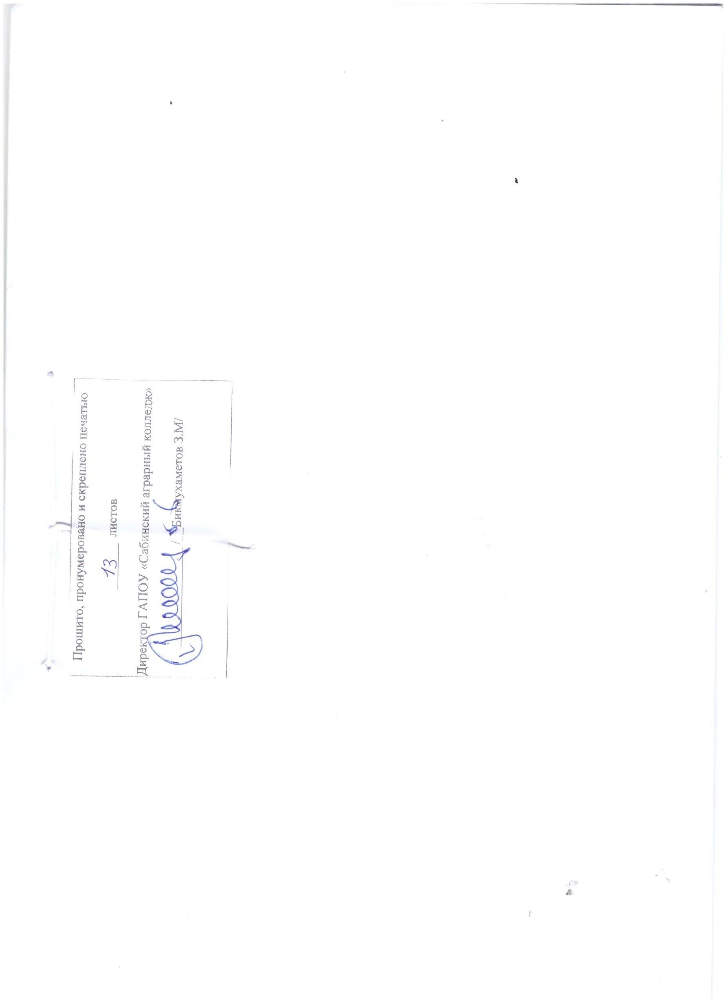 Прошито, пронумеровано и скреплено печатью
13 листов
Директор ГАПОУ «Сабинский аграрный колледж»
/ Бикмухаметов З.М/